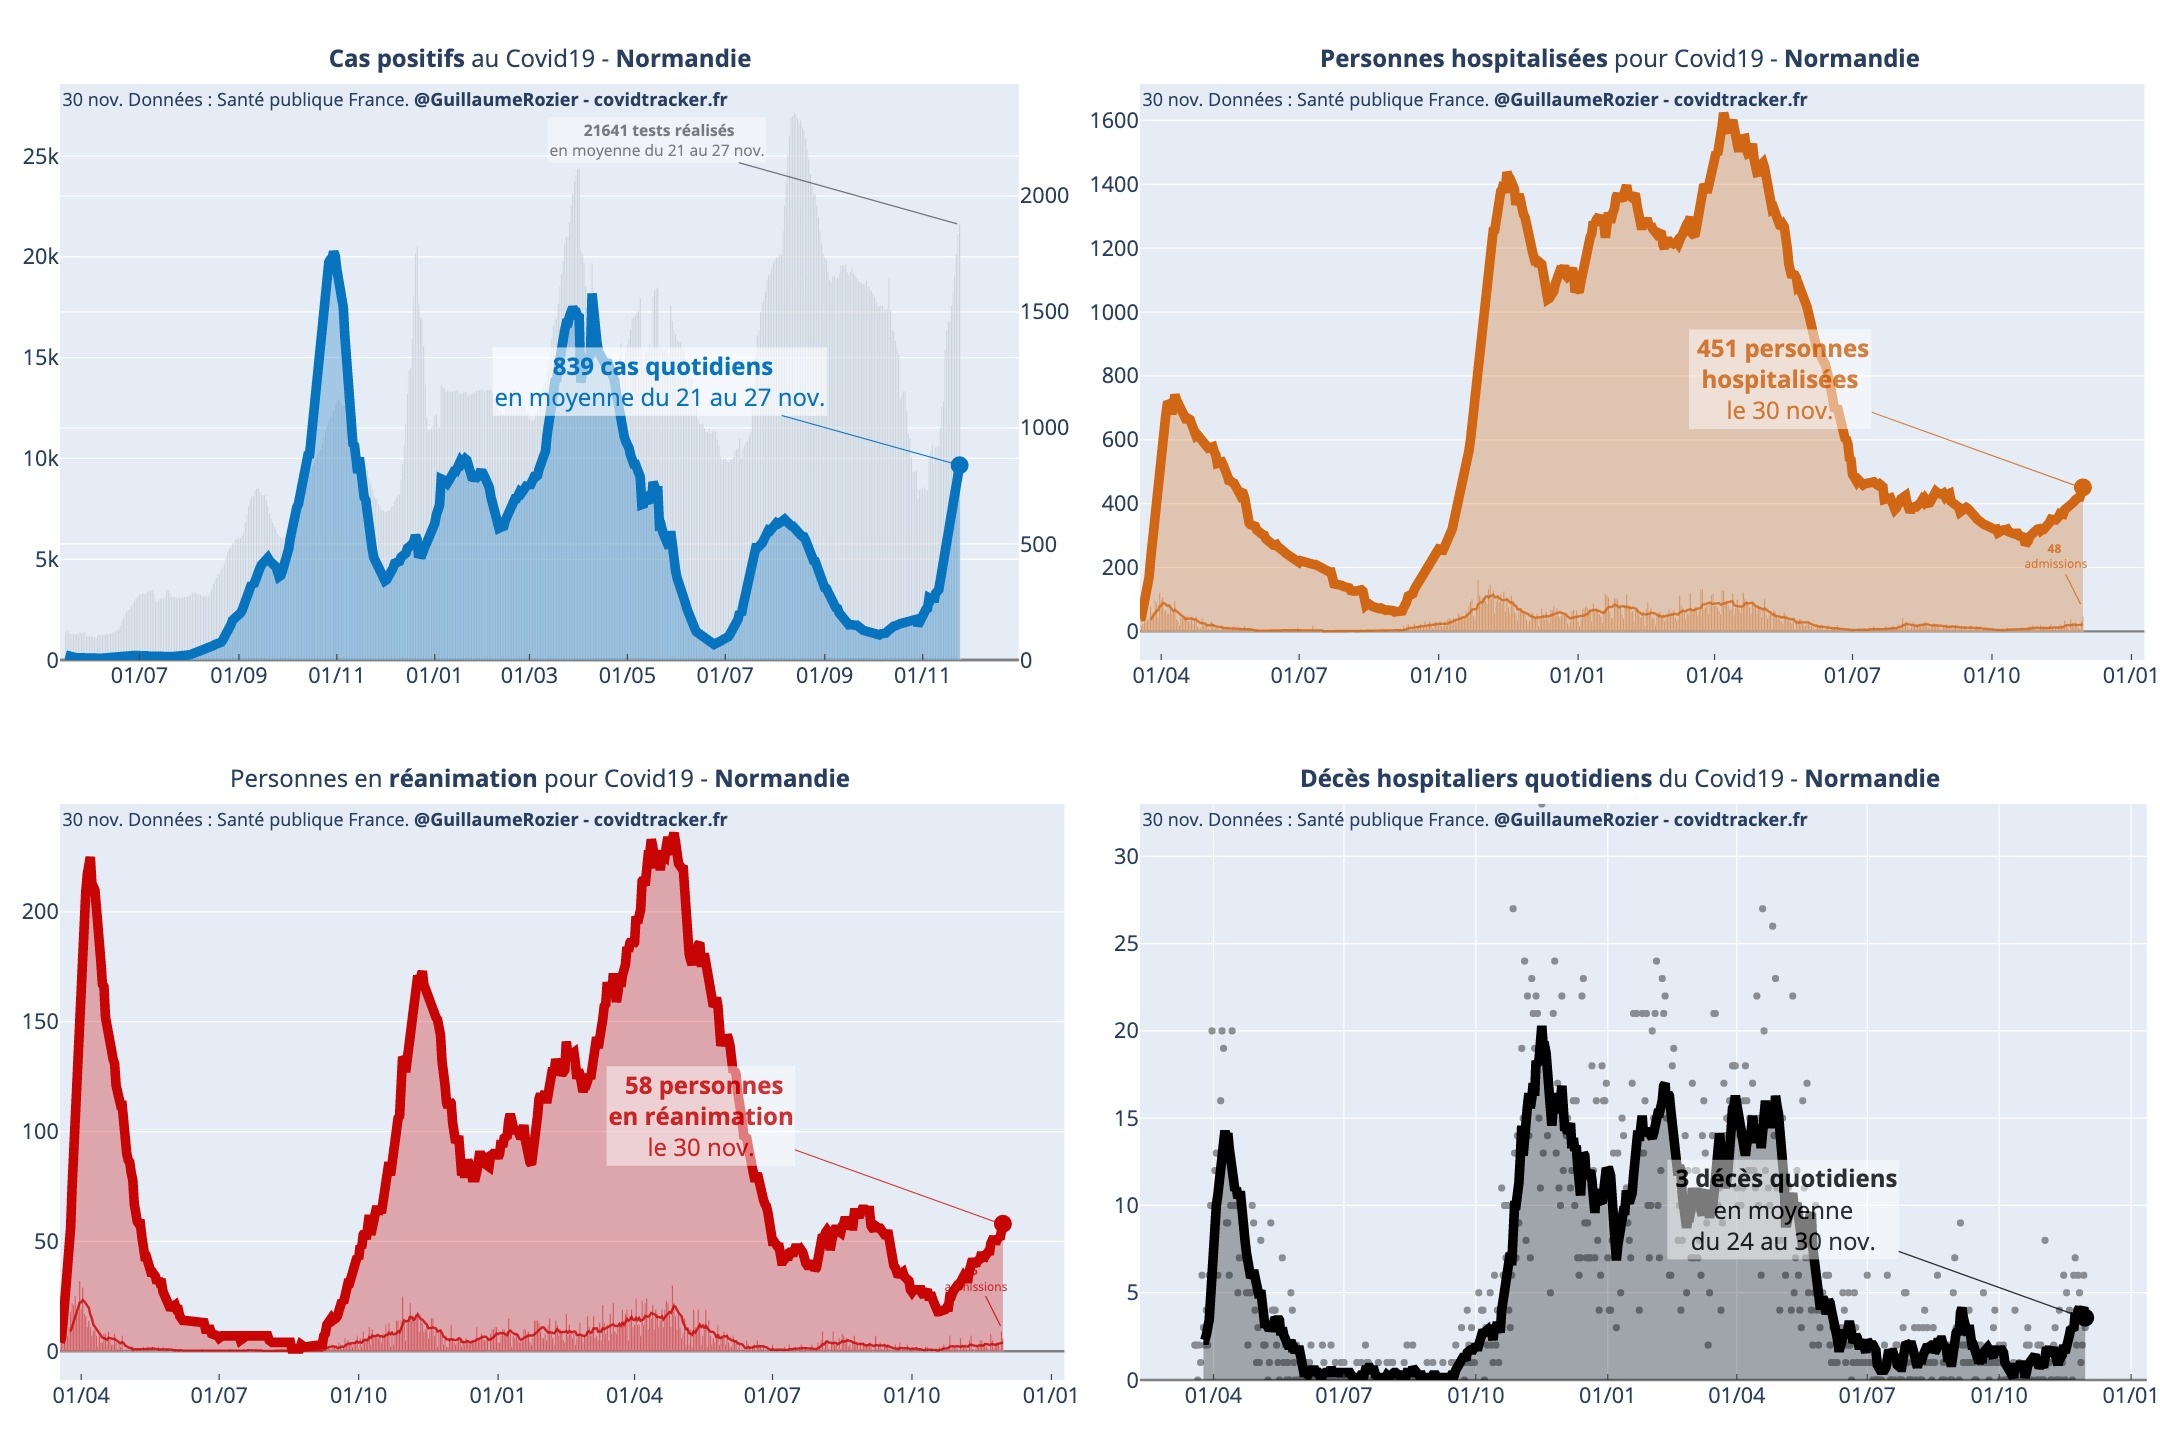 Cas positifs au Covid19 - Normandie
30 nov. Données : Santé publique France. @GuillaumeRozier - covidtracker.fr
21641 tests réalisés
en moyenne du 21 au 27 nov.
839 cas quotidiens
en moyenne du 21 au 27 nov.
25k
20k
15k
10k
5k
0
2000
1500
1000
500
0
01/07 01/09 01/11 01/01 01/03 01/05 01/07 01/09 01/11
Personnes hospitalisées pour Covid19 - Normandie
30 nov. Données : Santé publique France. @GuillaumeRozier - covidtracker.fr
1600
1400
1200
1000
800
600
400
200
0
451 personnes
hospitalisées
le 30 nov.
48
admissions
01/04 01/07 01/10 01/01 01/04 01/07 01/10 01/01
Personnes en réanimation pour Covid19 - Normandie
30 nov. Données : Santé publique France. @GuillaumeRozier - covidtracker.fr
200
150
100
50
0
58 personnes
en réanimation
le 30 nov.
admissions
01/04 01/07 01/10 01/01 01/04 01/07 01/10 01/01
Décès hospitaliers quotidiens du Covid19 - Normandie
30 nov. Données : Santé publique France. @GuillaumeRozier - covidtracker.fr
30
25
20
15
10
5
0
3 décès quotidiens
en moyenne
du 24 au 30 nov.
01/04 01/07 01/10 01/01 01/04 01/07 01/10 01/01